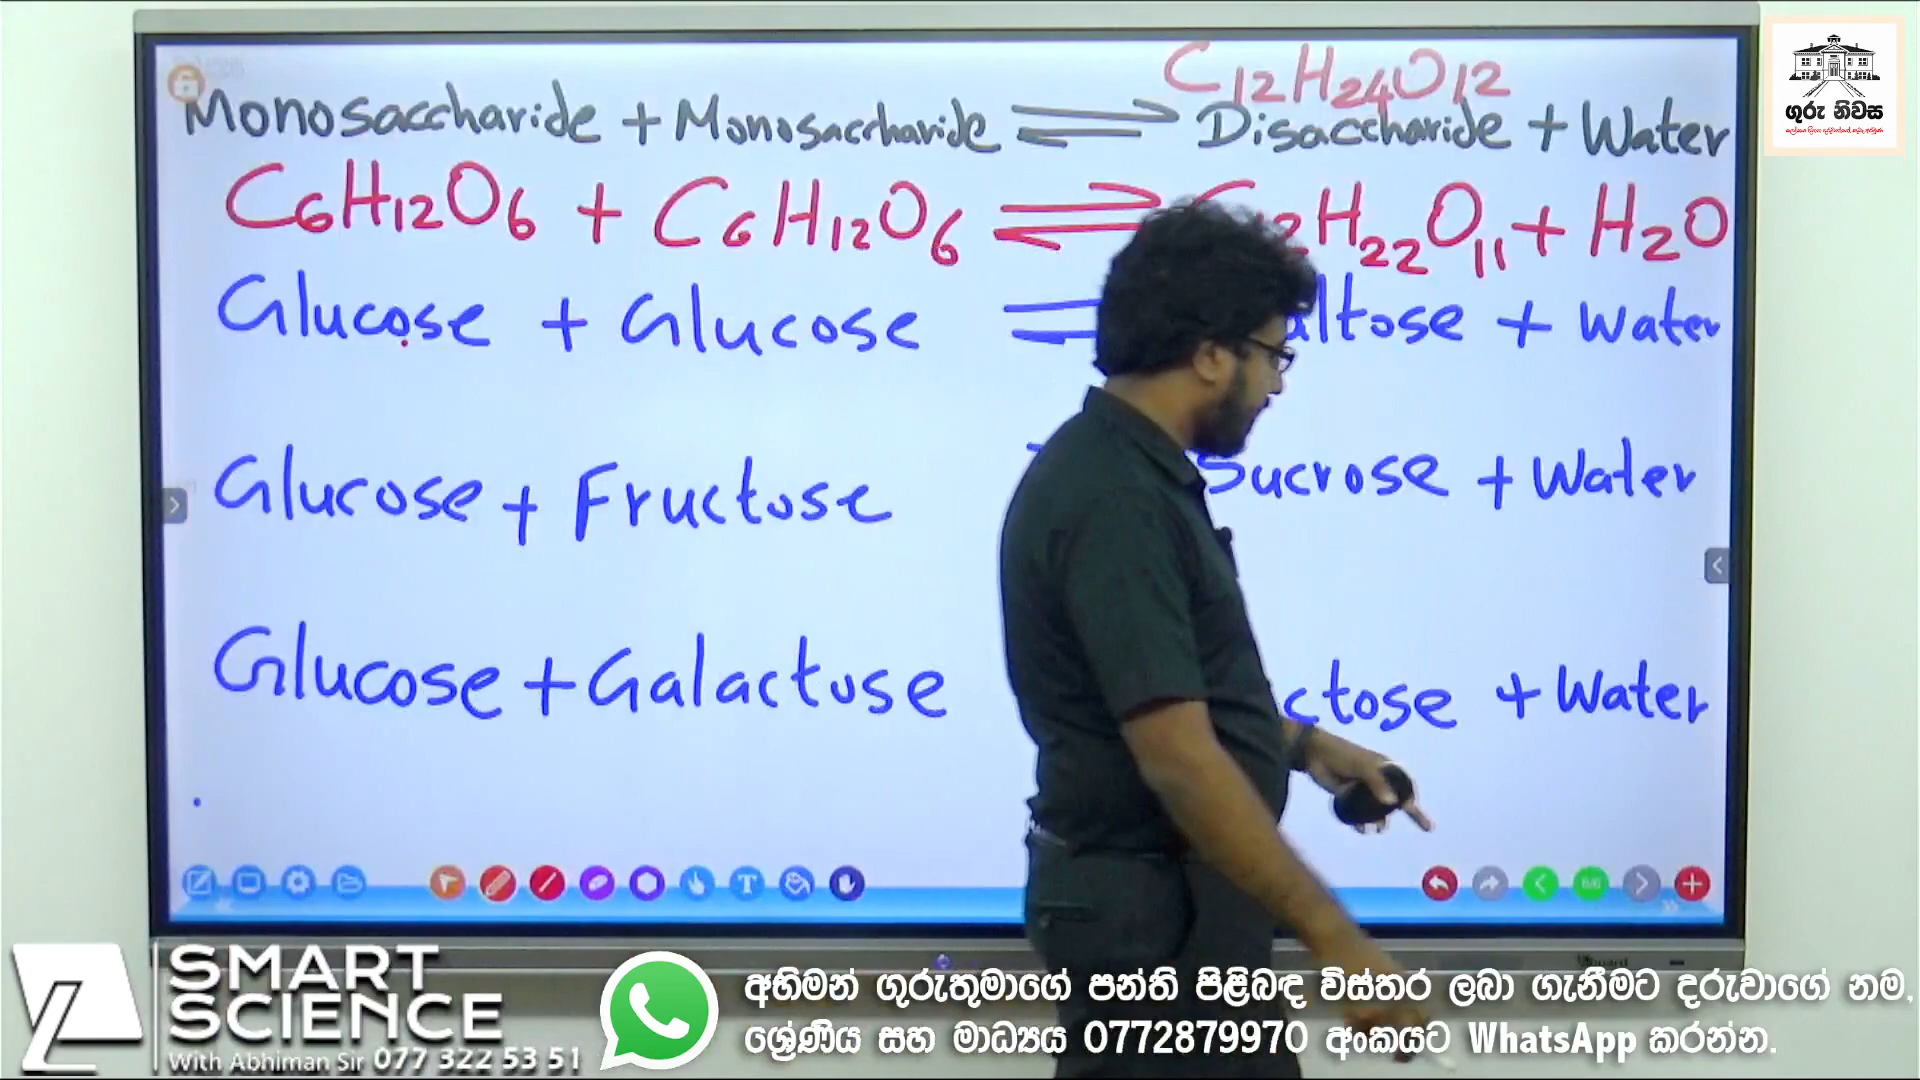 C12H24O12
Monosaccharide + Monosaccharide ⇌ Disaccharide + Water
C6H12O6 + C6H12O6 ⇌ C12H22O11 + H2O
Glucose + Glucose altose + Water
Glucose + Fructose Sucrose + Water
Glucose + Galactose ctose + Water
ගුරු නිවස
SMART
SCIENCE
With Abhiman Sir 077 322 53 51
අභිමන් ගුරුතුමාගේ පන්ති පිළිබඳ විස්තර ලබා ගැනීමට දරුවාගේ නම,
ශ්‍රේණිය සහ මාධ්‍යය 0772879970 අංකයට WhatsApp කරන්න.